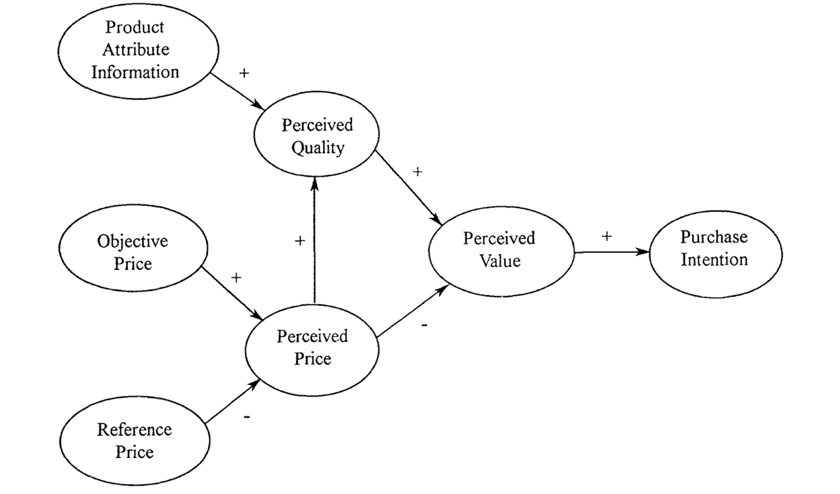 Product
Attribute
Information
+
Perceived
Quality
+
Objective
Price
+
+
Perceived
Value
+
Purchase
Intention
Perceived
Price
-
Reference
Price
-